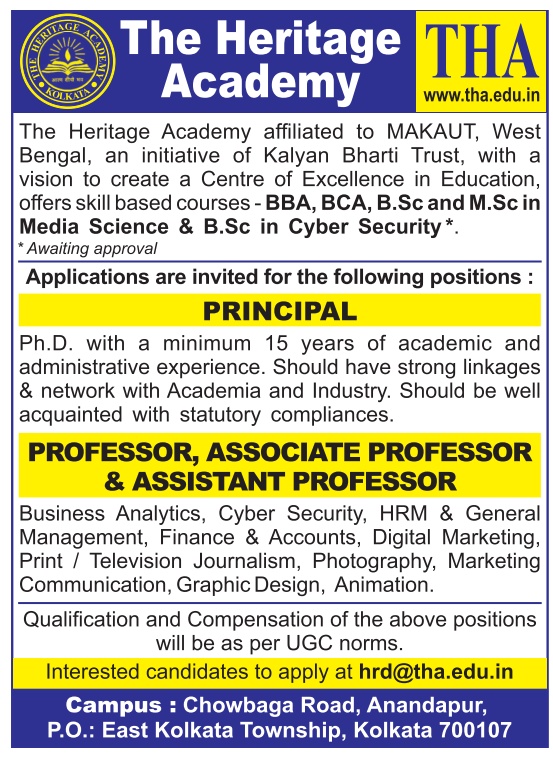 THE HERITAGE ACADEMY
KOLKATA
The Heritage
Academy
THA
www.tha.edu.in
The Heritage Academy affiliated to MAKAUT, West
Bengal, an initiative of Kalyan Bharti Trust, with a
vision to create a Centre of Excellence in Education,
offers skill based courses - BBA, BCA, B.Sc and M.Sc in
Media Science & B.Sc in Cyber Security*.
* Awaiting approval
Applications are invited for the following positions :
PRINCIPAL
Ph.D. with a minimum 15 years of academic and
administrative experience. Should have strong linkages
& network with Academia and Industry. Should be well
acquainted with statutory compliances.
PROFESSOR, ASSOCIATE PROFESSOR
& ASSISTANT PROFESSOR
Business Analytics, Cyber Security, HRM & General
Management, Finance & Accounts, Digital Marketing,
Print / Television Journalism, Photography, Marketing
Communication, Graphic Design, Animation.
Qualification and Compensation of the above positions
will be as per UGC norms.
Interested candidates to apply at hrd@tha.edu.in
Campus : Chowbaga Road, Anandapur,
P.O.: East Kolkata Township, Kolkata 700107